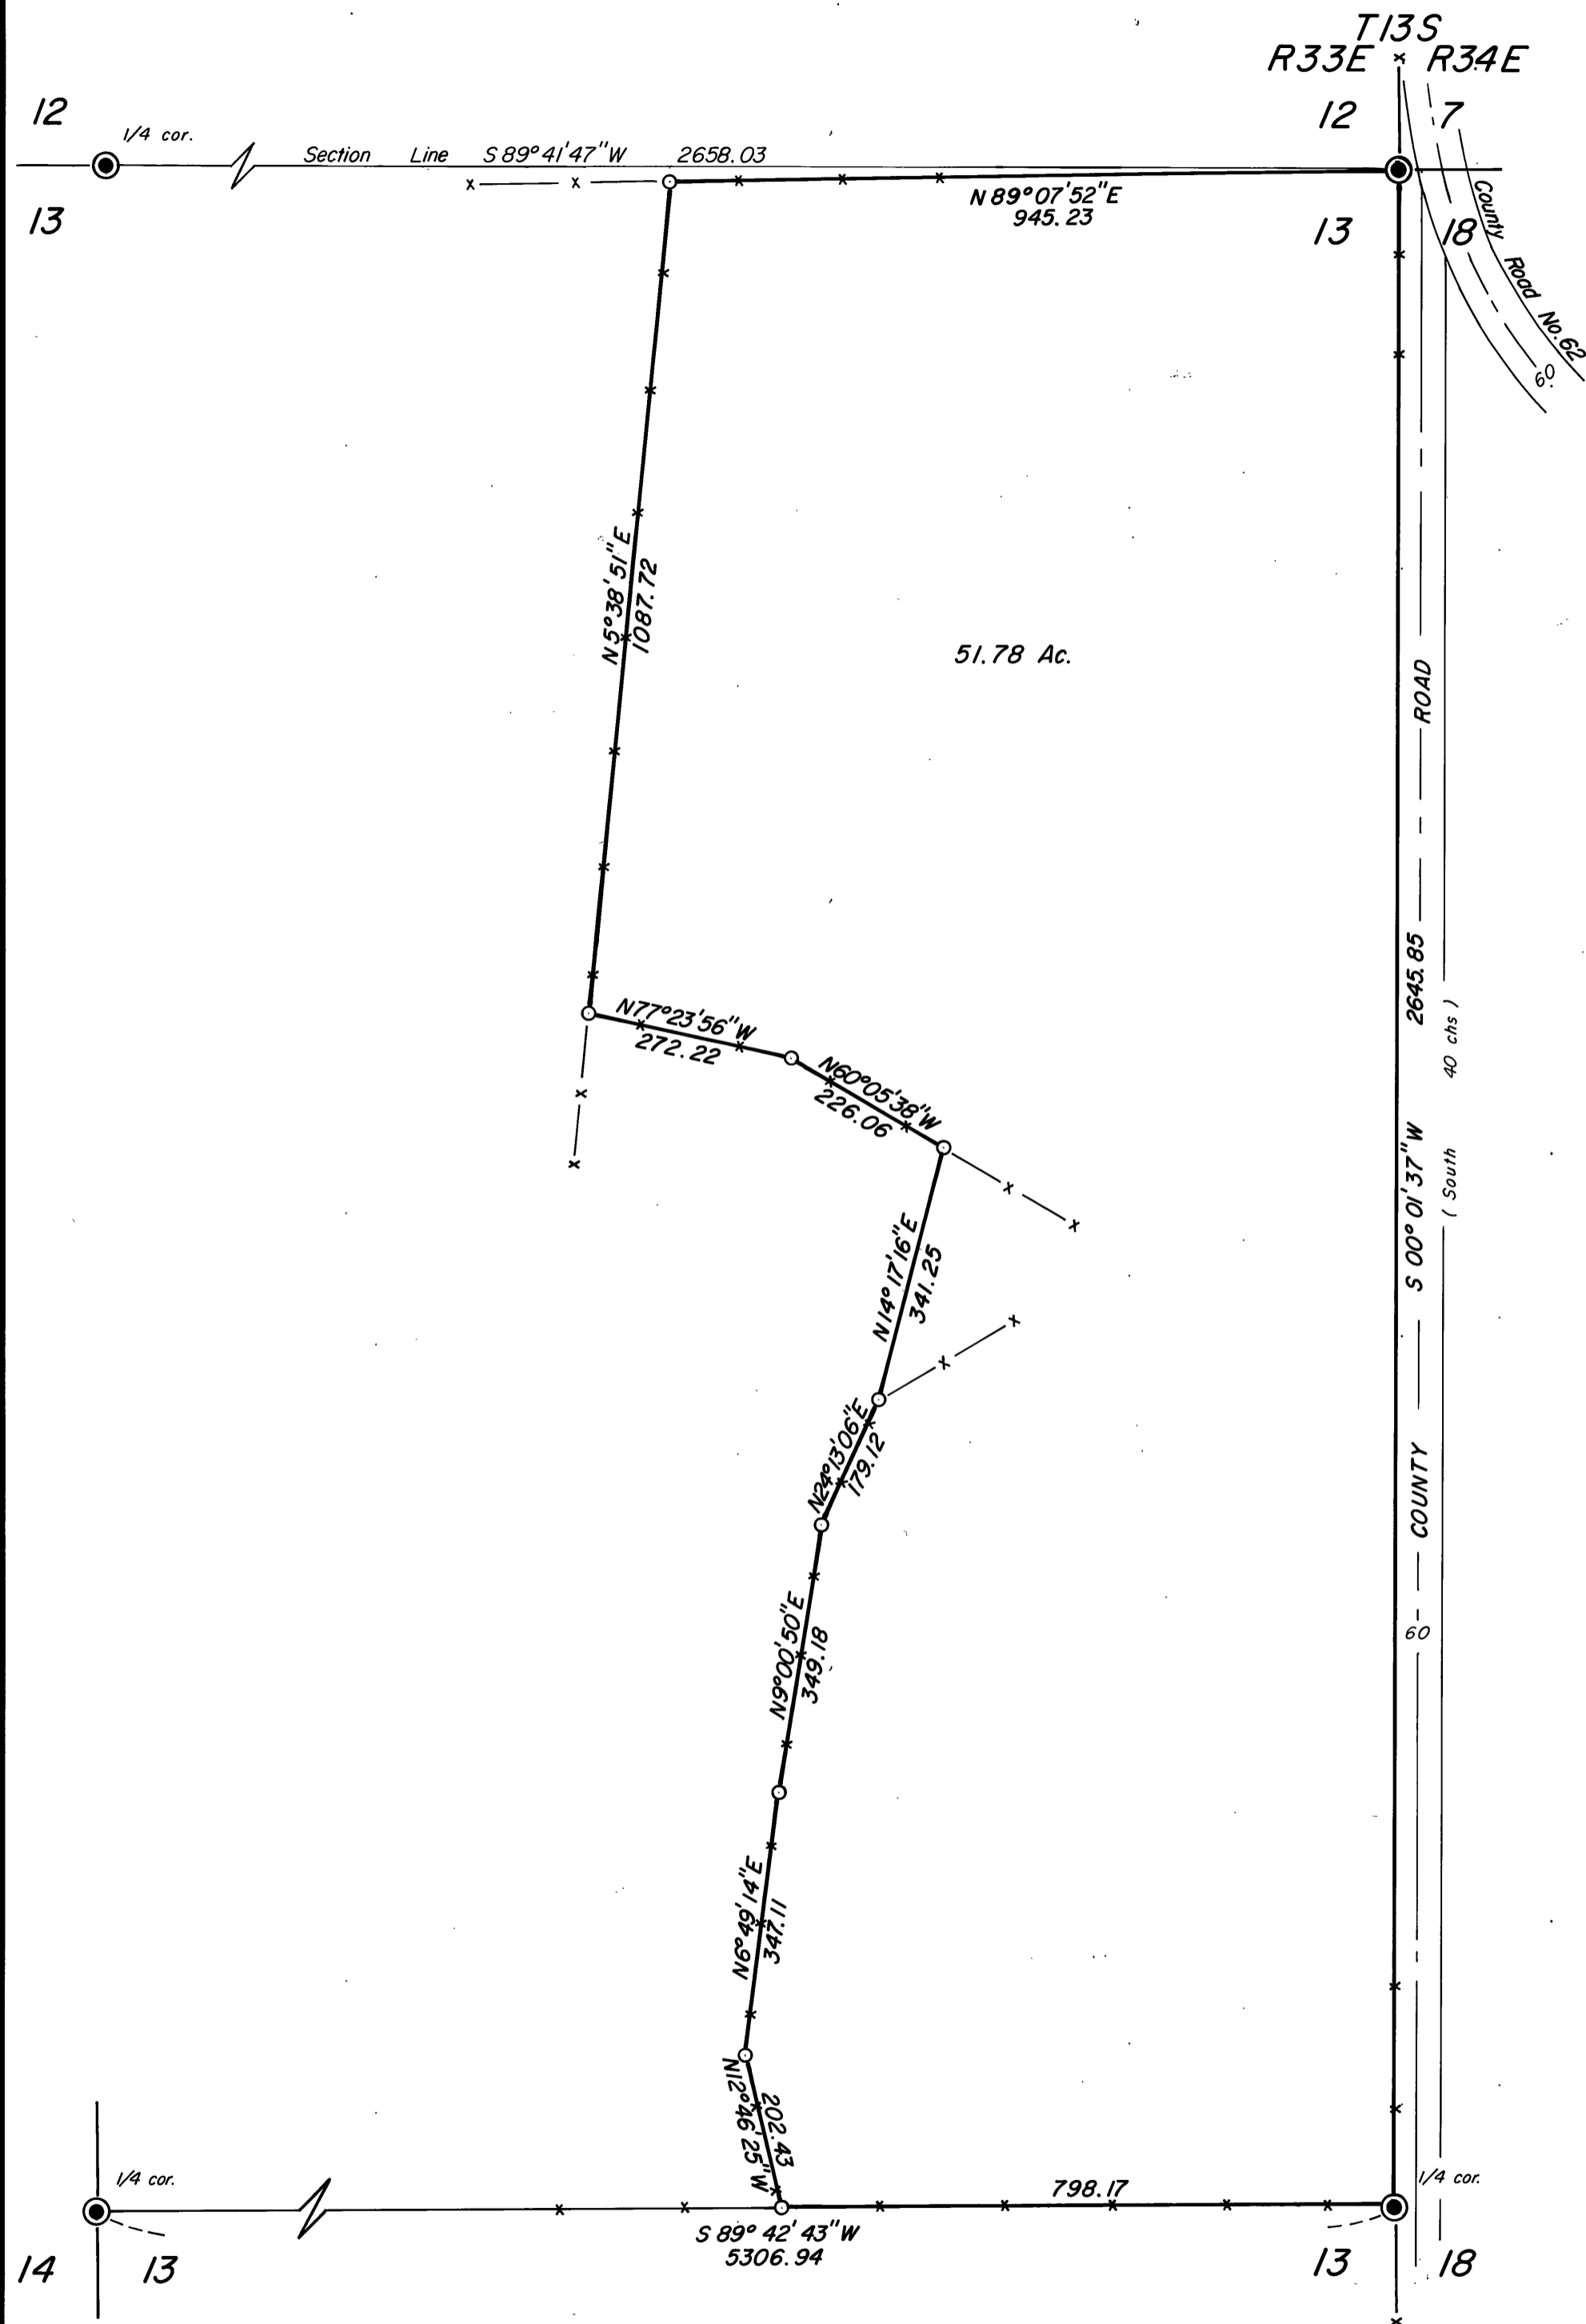 T13S
R33E R34E
12
1/4 cor.
12
7
Section Line S 89° 41' 47" W 2658.03
N 89° 07' 52" E
945.23
13
13
18
County Road No. 62
60
N 5° 38' 51" E
1087.72
51.78 Ac.
ROAD
2645.85
S 00° 01' 37" W
( South 40 chs )
N77° 23' 56" W
272.22
N60° 05' 38" W
226.06
N 14° 17' 16" E
341.25
N24° 13' 06" E
179.12
COUNTY
60
N9° 00' 50" E
349.18
N6° 49' 14" E
347.11
N12° 46' 25" W
202.43
1/4 cor.
798.17
1/4 cor.
S 89° 42' 43" W
5306.94
14
13
13
18